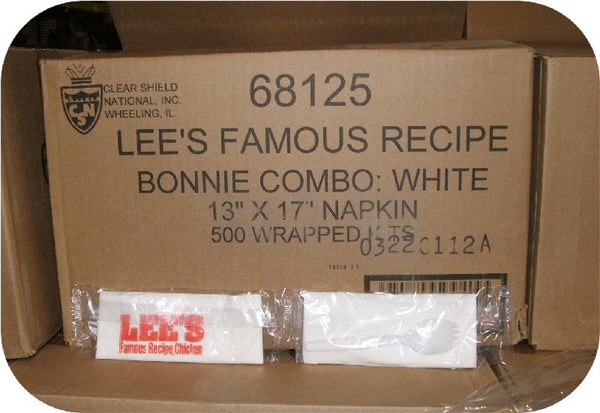 CLEAR SHIELD
NATIONAL, INC.
WHEELING, IL
CSN
68125
LEE'S FAMOUS RECIPE
BONNIE COMBO: WHITE
13" X 17" NAPKIN
500 WRAPPED KITS
0322C112A
LEE'S
Famous Recipe Chicken